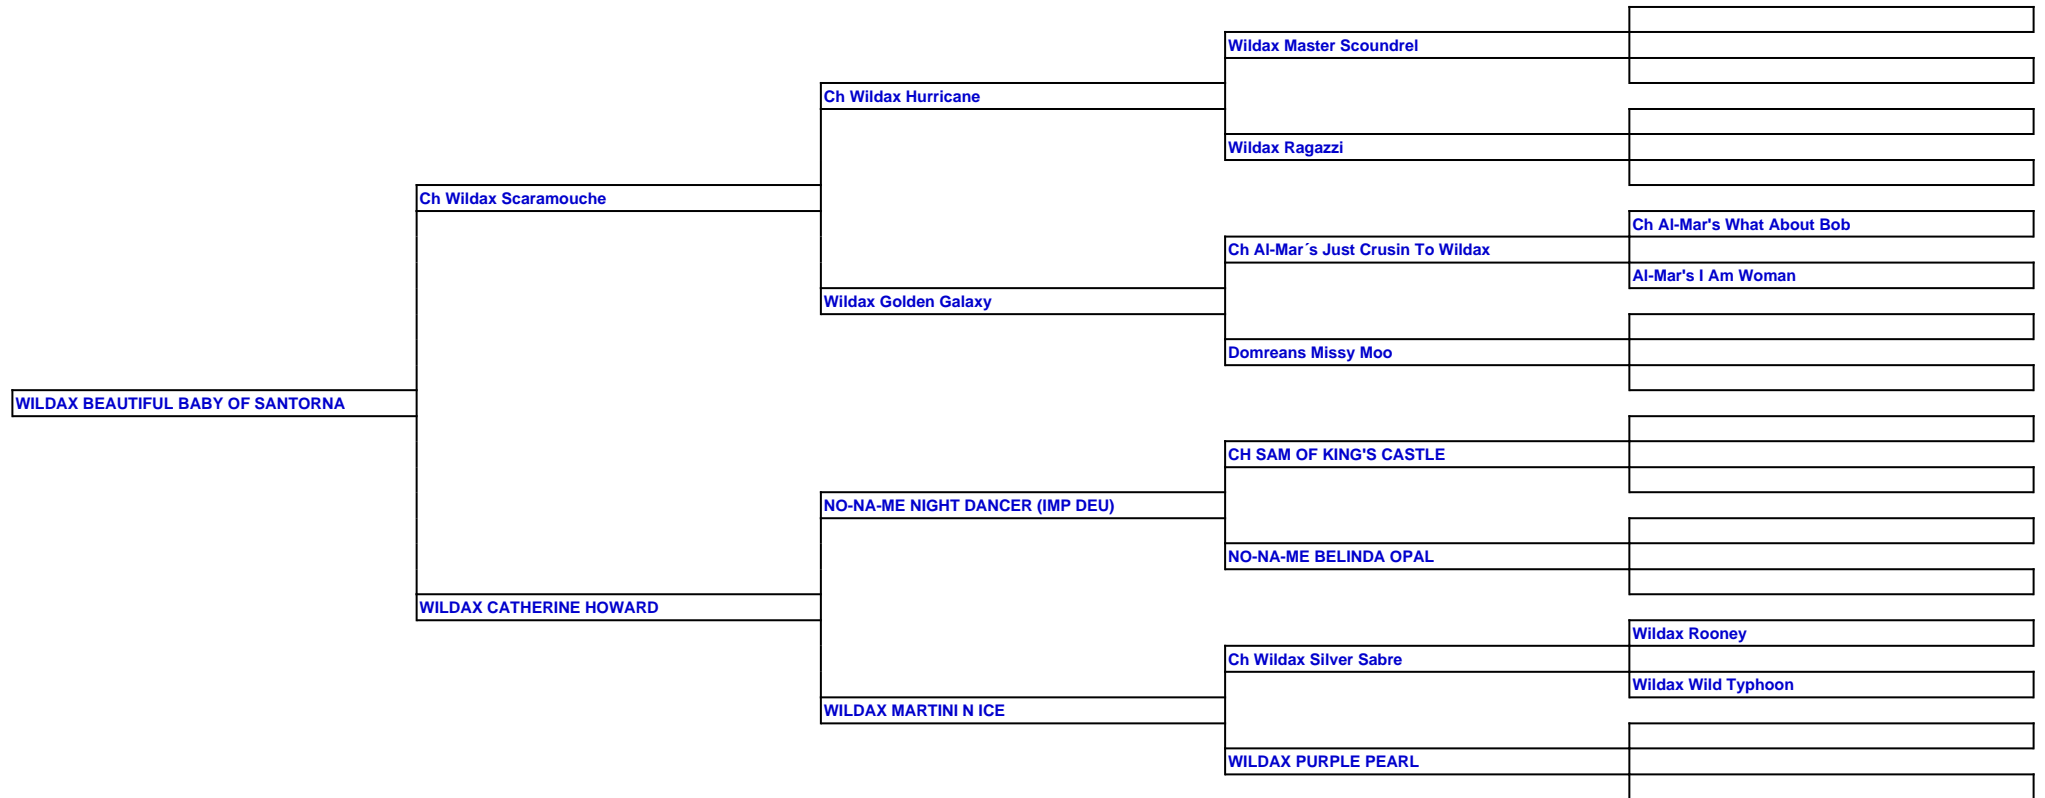 Wildax Master Scoundrel
Ch Wildax Hurricane
Wildax Ragazzi
Ch Wildax Scaramouche
Ch Al-Mar's What About Bob
Ch Al-Mar´s Just Crusin To Wildax
Al-Mar's I Am Woman
Wildax Golden Galaxy
Domreans Missy Moo
WILDAX BEAUTIFUL BABY OF SANTORNA
CH SAM OF KING'S CASTLE
NO-NA-ME NIGHT DANCER (IMP DEU)
NO-NA-ME BELINDA OPAL
WILDAX CATHERINE HOWARD
Wildax Rooney
Ch Wildax Silver Sabre
Wildax Wild Typhoon
WILDAX MARTINI N ICE
WILDAX PURPLE PEARL